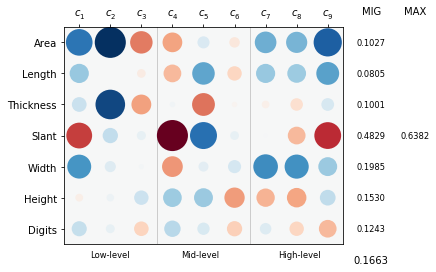 c1 c2 c3 c4 c5 c6 c7 c8 c9 MIG MAX
Area 0.1027
Length 0.0805
Thickness 0.1001
Slant 0.4829 0.6382
Width 0.1985
Height 0.1530
Digits 0.1243
Low-level Mid-level High-level
0.1663